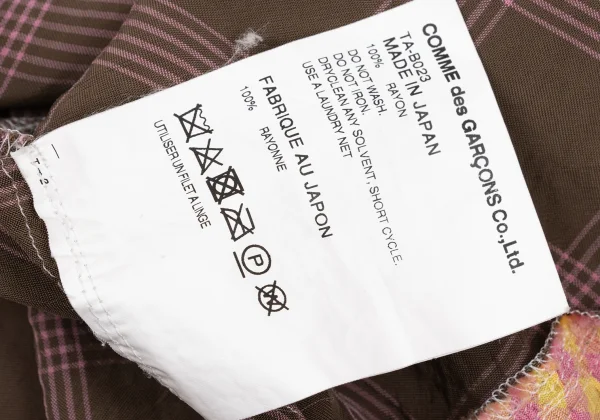 COMME des GARÇONS Co.,Ltd.
TA-B023
MADE IN JAPAN
100% RAYON
DO NOT WASH.
DO NOT IRON.
DRYCLEAN ANY SOLVENT, SHORT CYCLE.
USE A LAUNDRY NET
FABRIQUE AU JAPON
100% RAYONNE
P
W
UTILISER UN FILET A LINGE
T-2